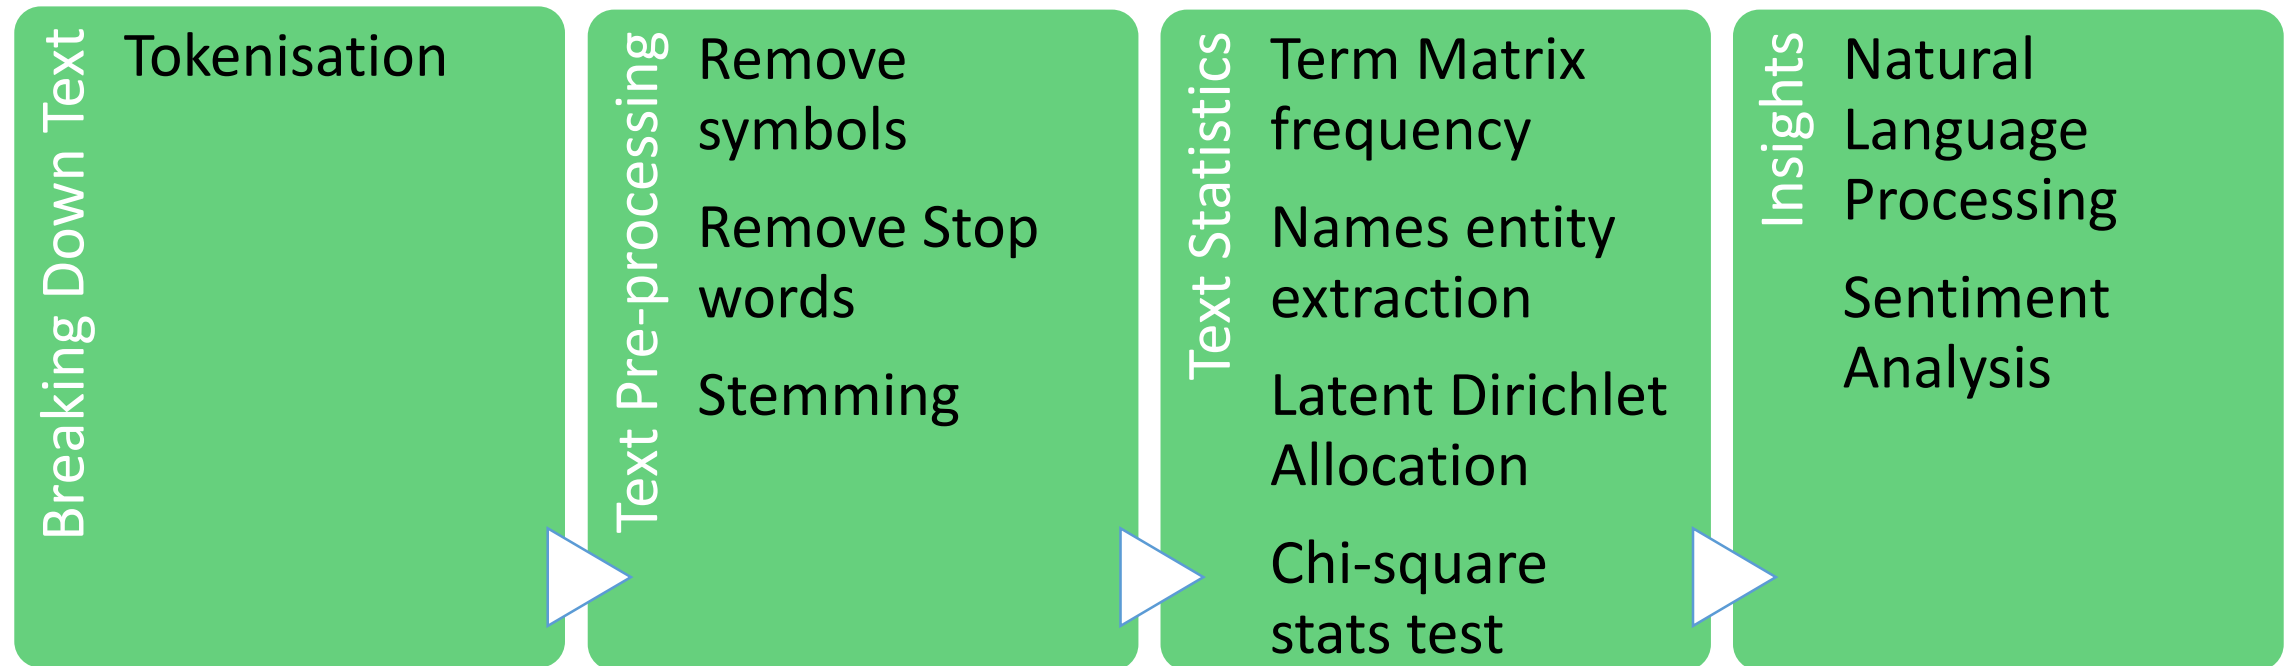 Breaking Down Text
Tokenisation
Text Pre-processing
Remove
symbols
Remove Stop
words
Stemming
Text Statistics
Term Matrix
frequency
Names entity
extraction
Latent Dirichlet
Allocation
Chi-square
stats test
Insights
Natural
Language
Processing
Sentiment
Analysis